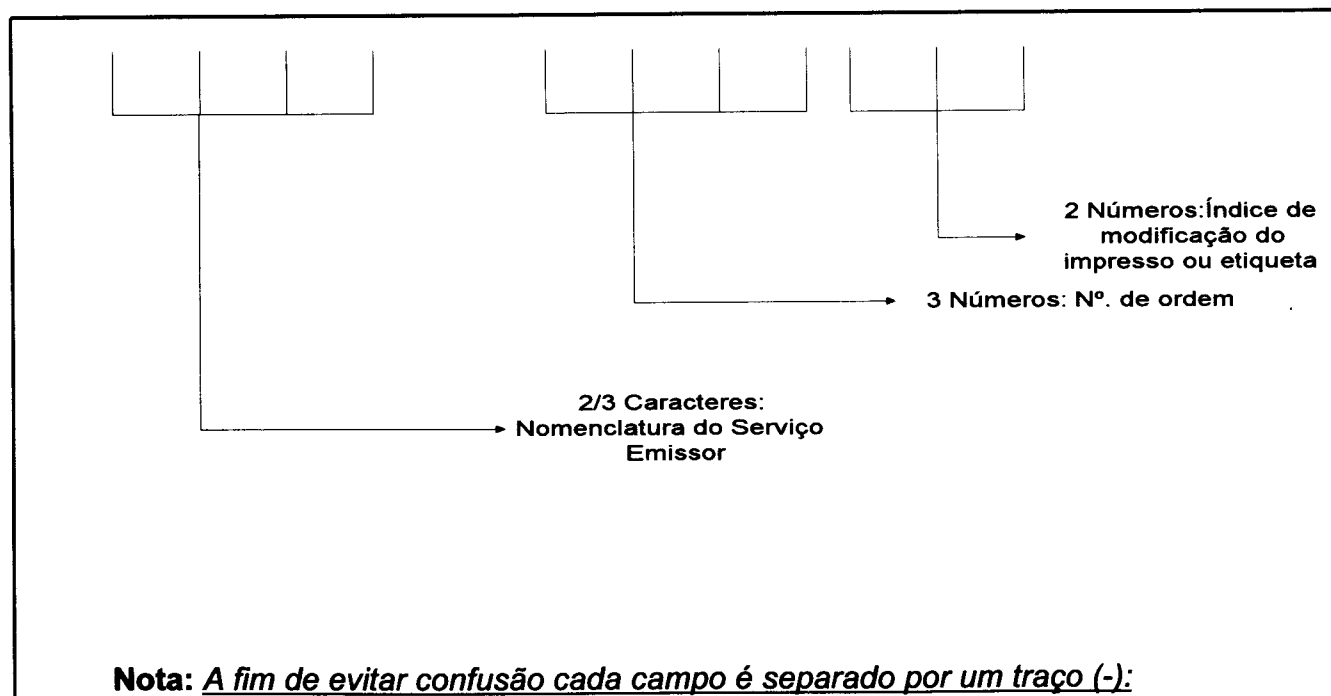 2 Números:Índice de
modificação do
impresso ou etiqueta
3 Números: Nº. de ordem
2/3 Caracteres:
Nomenclatura do Serviço
Emissor
Nota: A fim de evitar confusão cada campo é separado por um traço (-):